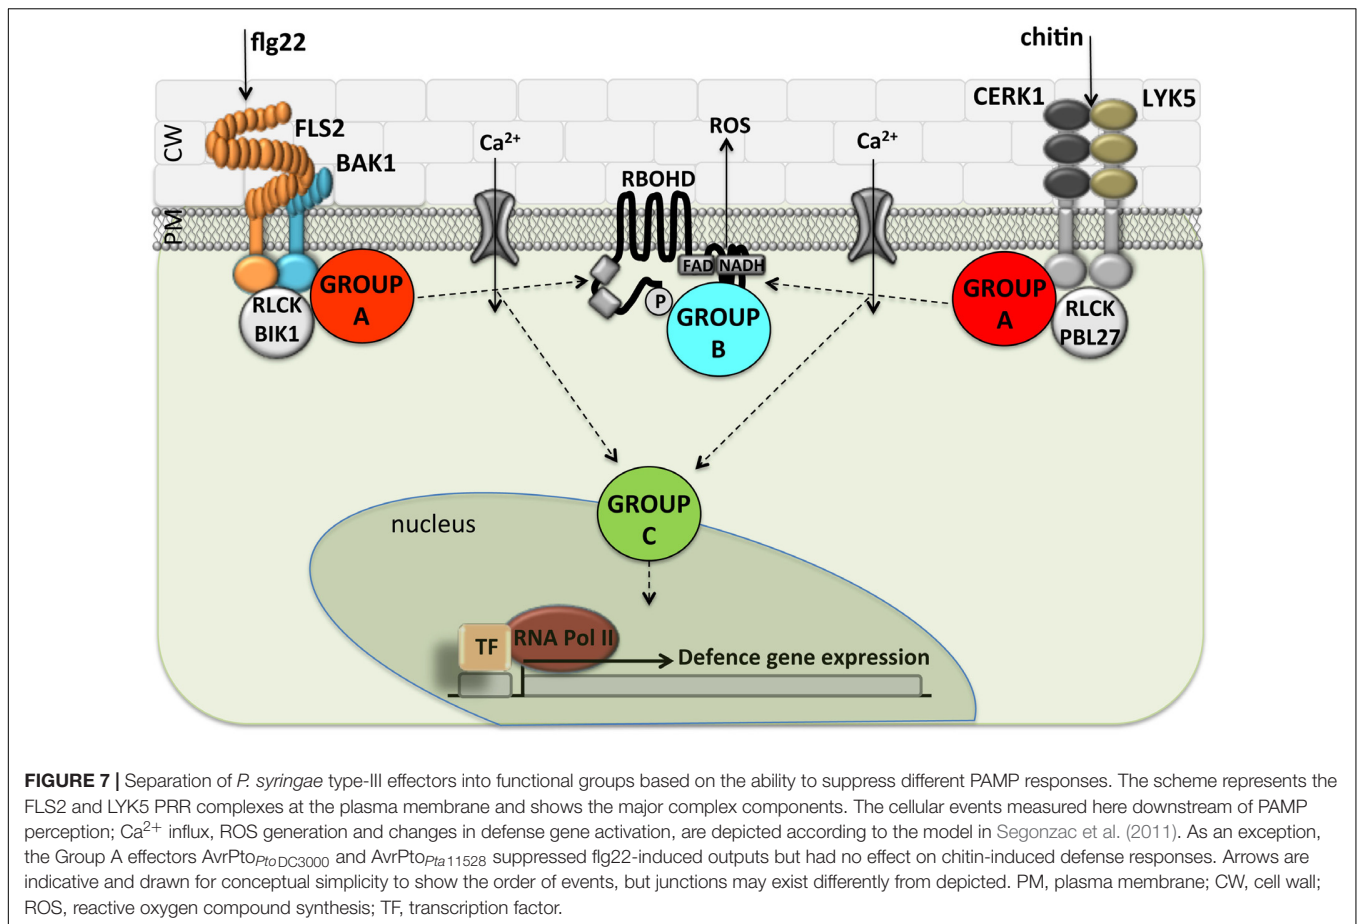 flg22
chitin
CERK1
LYK5
FLS2
BAK1
CW
Ca2+
ROS
Ca2+
RBOHD
PM
FAD
NADH
GROUP
A
RLCK
BIK1
P
GROUP
B
GROUP
A
RLCK
PBL27
GROUP
C
nucleus
TF
RNA Pol II
Defence gene expression
FIGURE 7 | Separation of P. syringae type-III effectors into functional groups based on the ability to suppress different PAMP responses. The scheme represents the
FLS2 and LYK5 PRR complexes at the plasma membrane and shows the major complex components. The cellular events measured here downstream of PAMP
perception; Ca2+ influx, ROS generation and changes in defense gene activation, are depicted according to the model in Segonzac et al. (2011). As an exception,
the Group A effectors AvrPtoPtoDC3000 and AvrPtoPta11528 suppressed flg22-induced outputs but had no effect on chitin-induced defense responses. Arrows are
indicative and drawn for conceptual simplicity to show the order of events, but junctions may exist differently from depicted. PM, plasma membrane; CW, cell wall;
ROS, reactive oxygen compound synthesis; TF, transcription factor.